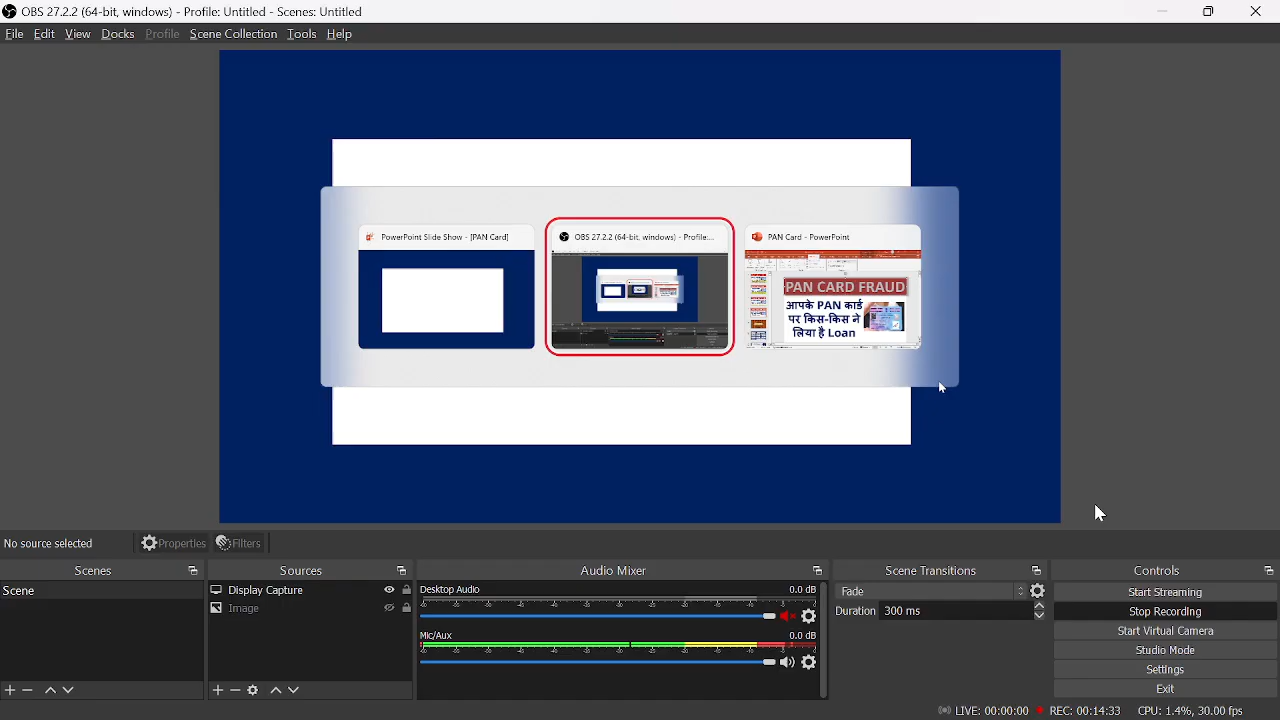 OBS 27.2.2 (64-bit, windows) - Profile: Untitled - Scenes: Untitled
File Edit View Docks Profile Scene Collection Tools Help
PowerPoint Slide Show - [PAN Card]
OBS 27.2.2 (64-bit, windows) - Profile:...
PAN Card - PowerPoint
PAN CARD FRAUD
आपके PAN कार्ड
पर किस-किस ने
लिया है Loan
No source selected Properties Filters
Scenes
Scene
Sources
Display Capture
Image
Audio Mixer
Desktop Audio 0.0 dB
Mic/Aux 0.0 dB
Scene Transitions
Fade
Duration 300 ms
Controls
Start Streaming
Stop Recording
Start Virtual Camera
Studio Mode
Settings
Exit
LIVE: 00:00:00 REC: 00:14:33 CPU: 1.4%, 30.00 fps